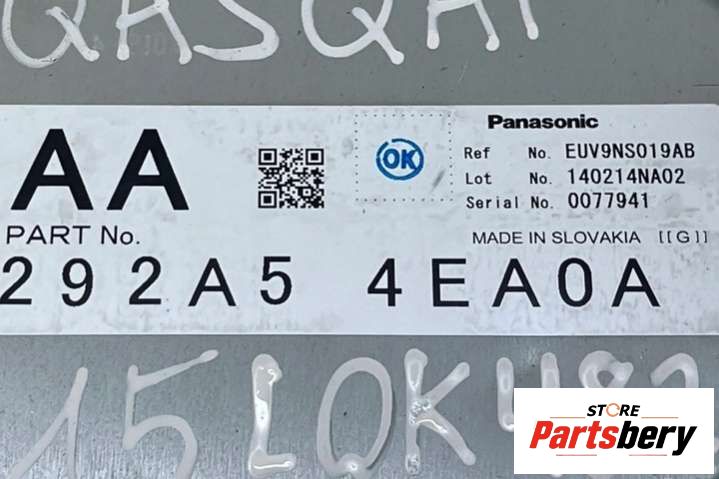 QASQAI
AA
OK
Panasonic
Ref No. EUV9NS019AB
Lot No. 140214NA02
Serial No. 0077941
PART No.
MADE IN SLOVAKIA [[G]]
292A5 4EA0A
15LQK
STORE
Partsbery